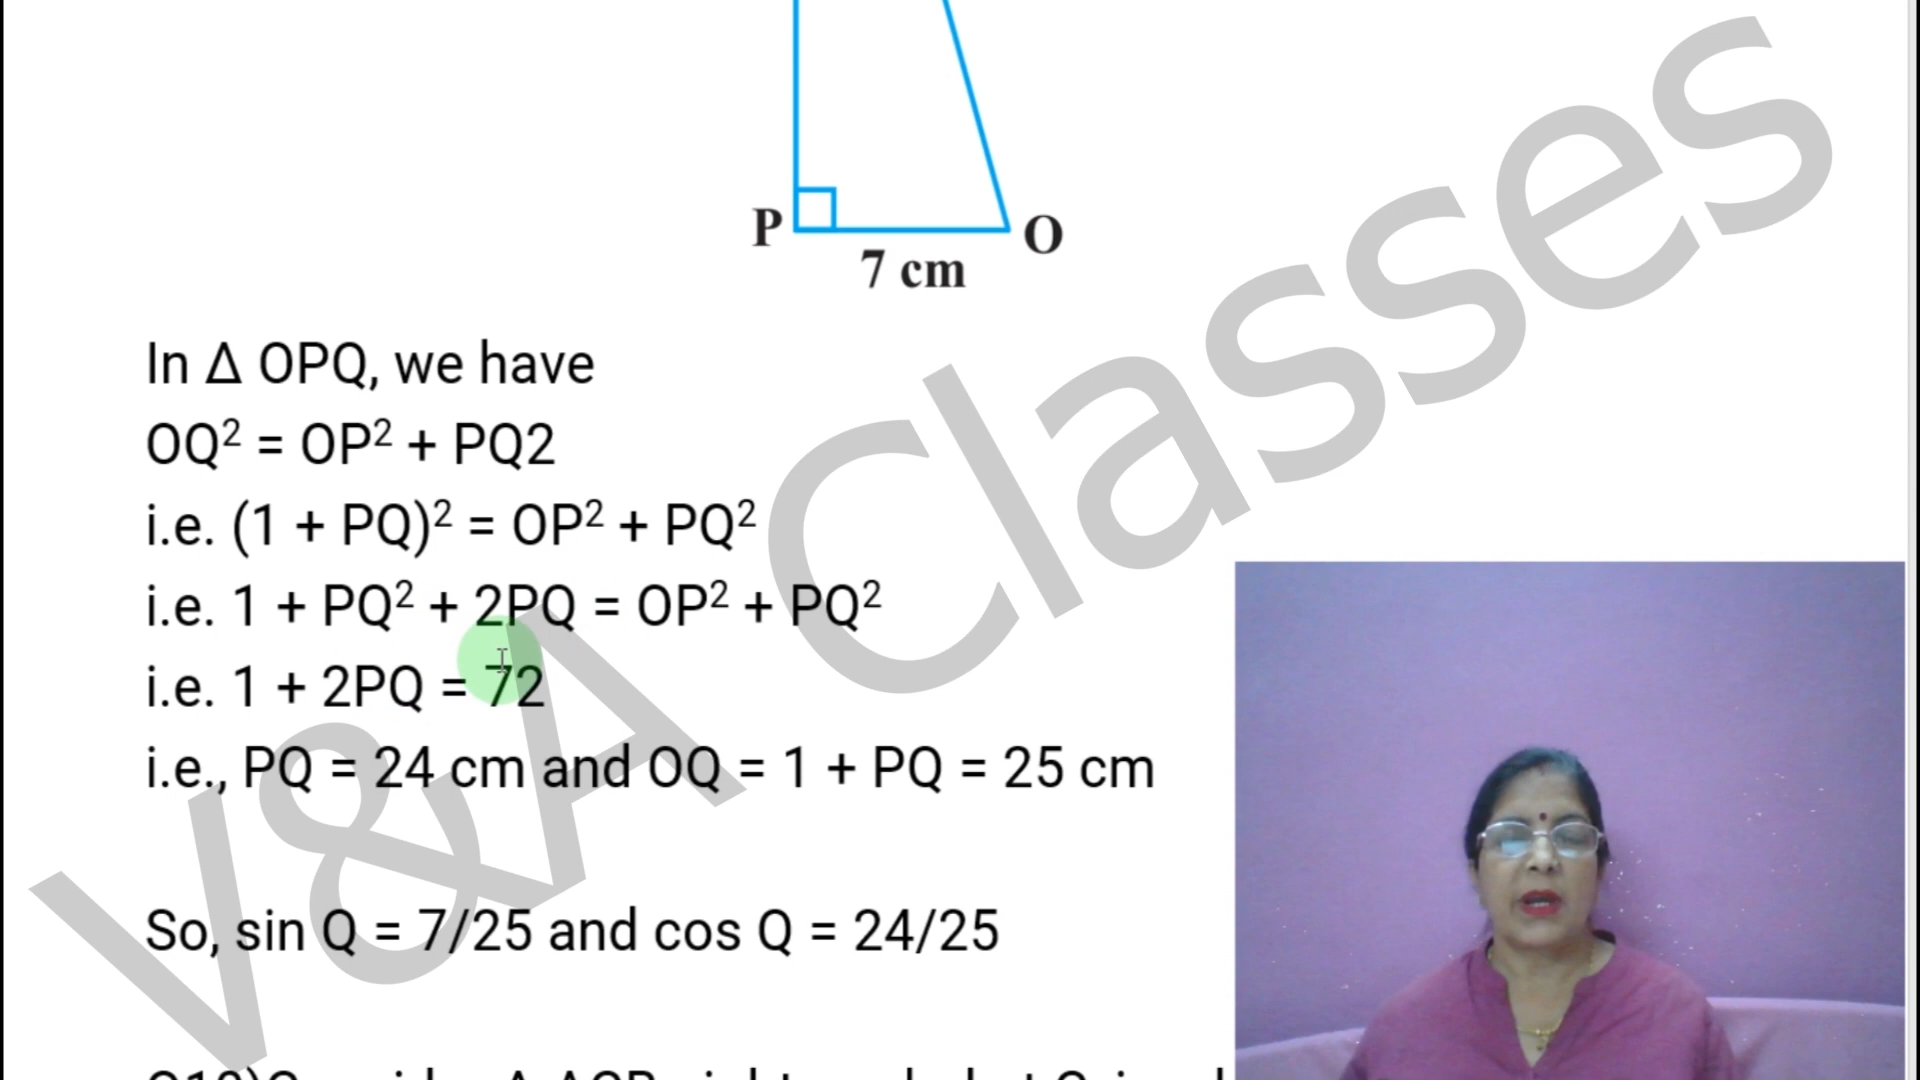 P
O
7 cm
In Δ OPQ, we have
OQ² = OP² + PQ2
i.e. (1 + PQ)² = OP² + PQ²
i.e. 1 + PQ² + 2PQ = OP² + PQ²
i.e. 1 + 2PQ = 72
i.e., PQ = 24 cm and OQ = 1 + PQ = 25 cm
So, sin Q = 7/25 and cos Q = 24/25
V&A Classes